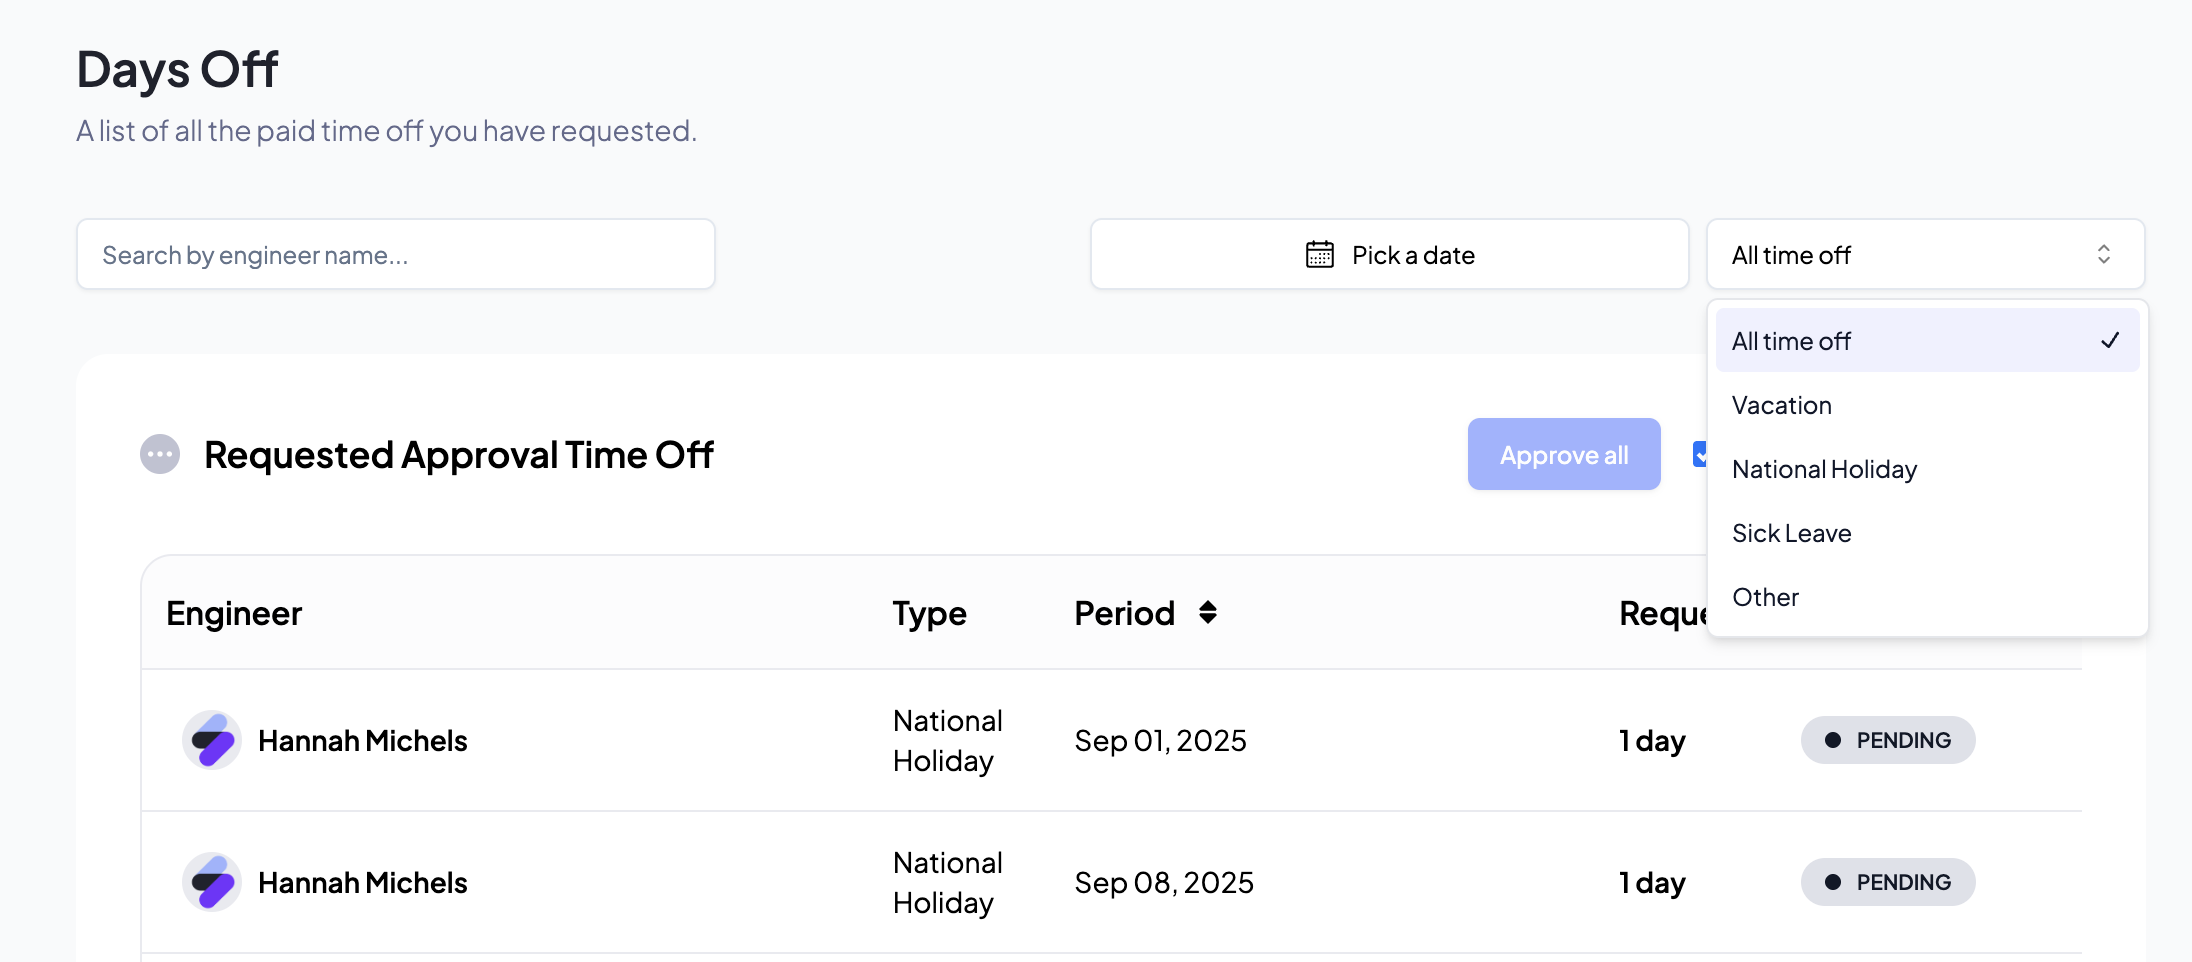 Days Off
A list of all the paid time off you have requested.
Search by engineer name...
Pick a date
All time off
All time off
Vacation
National Holiday
Sick Leave
Other
Requested Approval Time Off
Approve all
Engineer
Type
Period
Hannah Michels
National
Holiday
Sep 01, 2025
1 day
PENDING
Hannah Michels
National
Holiday
Sep 08, 2025
1 day
PENDING